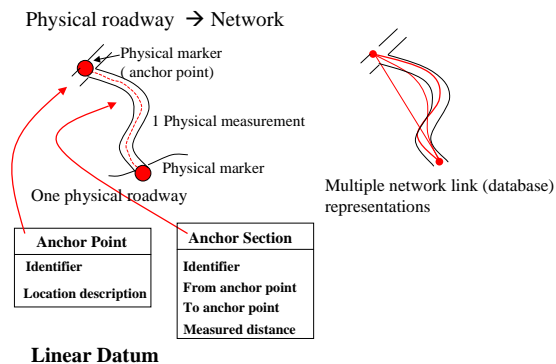 Physical roadway → Network
Physical marker
( anchor point)
1 Physical measurement
Physical marker
One physical roadway
Multiple network link (database)
representations
Anchor Point
Identifier
Location description
Anchor Section
Identifier
From anchor point
To anchor point
Measured distance
Linear Datum